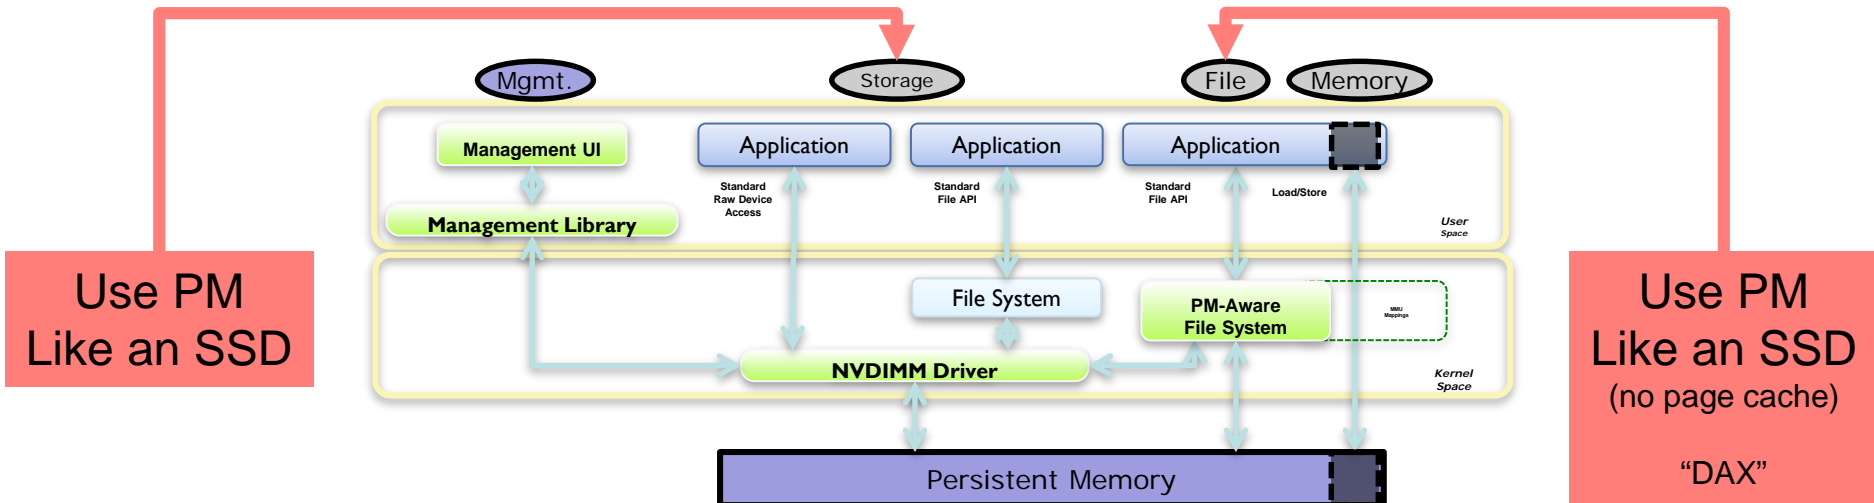 Mgmt.
Storage
File
Memory
Management UI
Application
Application
Application
Standard
Raw Device
Access
Standard
File API
Standard
File API
Load/Store
Management Library
User
Space
Use PM
Like an SSD
File System
PM-Aware
File System
MMU
Mappings
NVDIMM Driver
Kernel
Space
Persistent Memory
Use PM
Like an SSD
(no page cache)
“DAX”